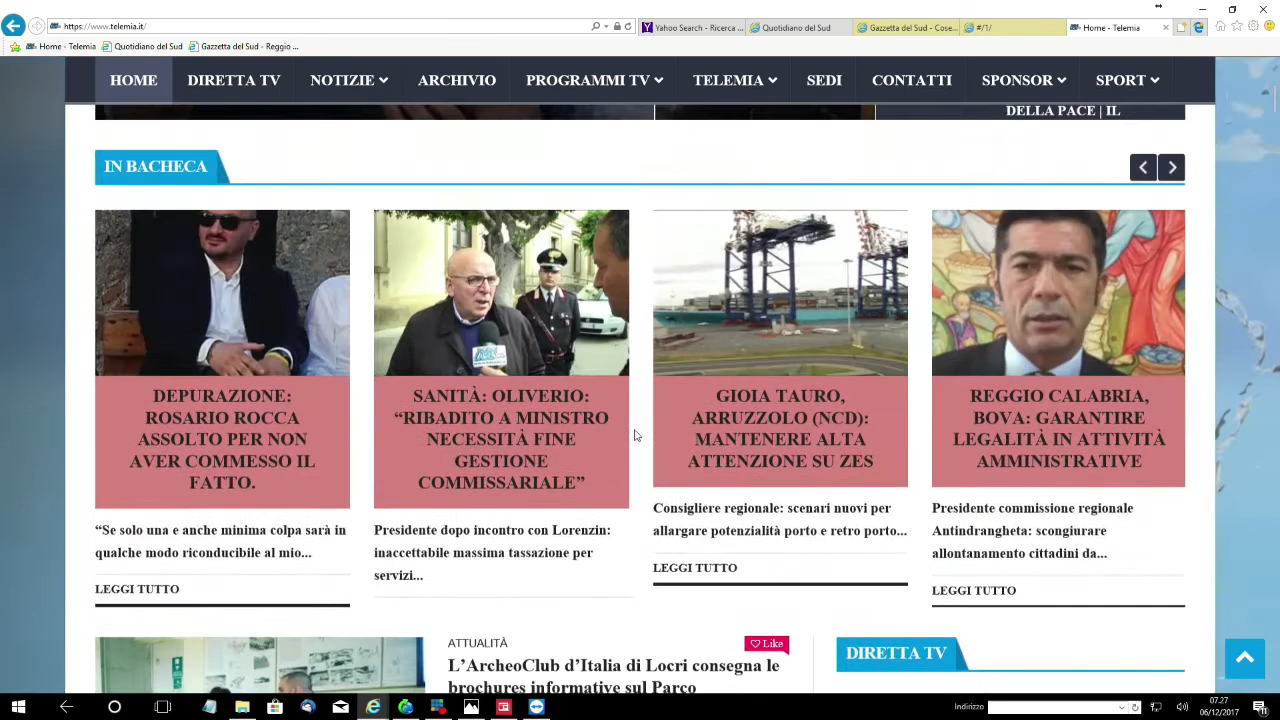 https://www.telemia.it/
Yahoo Search - Ricerca ...
Quotidiano del Sud
Gazzetta del Sud - Cose...
#/1/
Home - Telemia
Home - Telemia
Quotidiano del Sud
Gazzetta del Sud - Reggio ...
HOME
DIRETTA TV
NOTIZIE
ARCHIVIO
PROGRAMMI TV
TELEMIA
SEDI
CONTATTI
SPONSOR
SPORT
DELLA PACE | IL
IN BACHECA
DEPURAZIONE:
ROSARIO ROCCA
ASSOLTO PER NON
AVER COMMESSO IL
FATTO.
“Se solo una e anche minima colpa sarà in
qualche modo riconducibile al mio...
LEGGI TUTTO
SANITÀ: OLIVERIO:
“RIBADITO A MINISTRO
NECESSITÀ FINE
GESTIONE
COMMISSARIALE”
Presidente dopo incontro con Lorenzin:
inaccettabile massima tassazione per
servizi...
GIOIA TAURO,
ARRUZZOLO (NCD):
MANTENERE ALTA
ATTENZIONE SU ZES
Consigliere regionale: scenari nuovi per
allargare potenzialità porto e retro porto...
LEGGI TUTTO
REGGIO CALABRIA,
BOVA: GARANTIRE
LEGALITÀ IN ATTIVITÀ
AMMINISTRATIVE
Presidente commissione regionale
Antindrangheta: scongiurare
allontanamento cittadini da...
LEGGI TUTTO
ATTUALITÀ
Like
L’ArcheoClub d’Italia di Locri consegna le
brochures informative sul Parco
DIRETTA TV
Indirizzo
07.27
06/12/2017